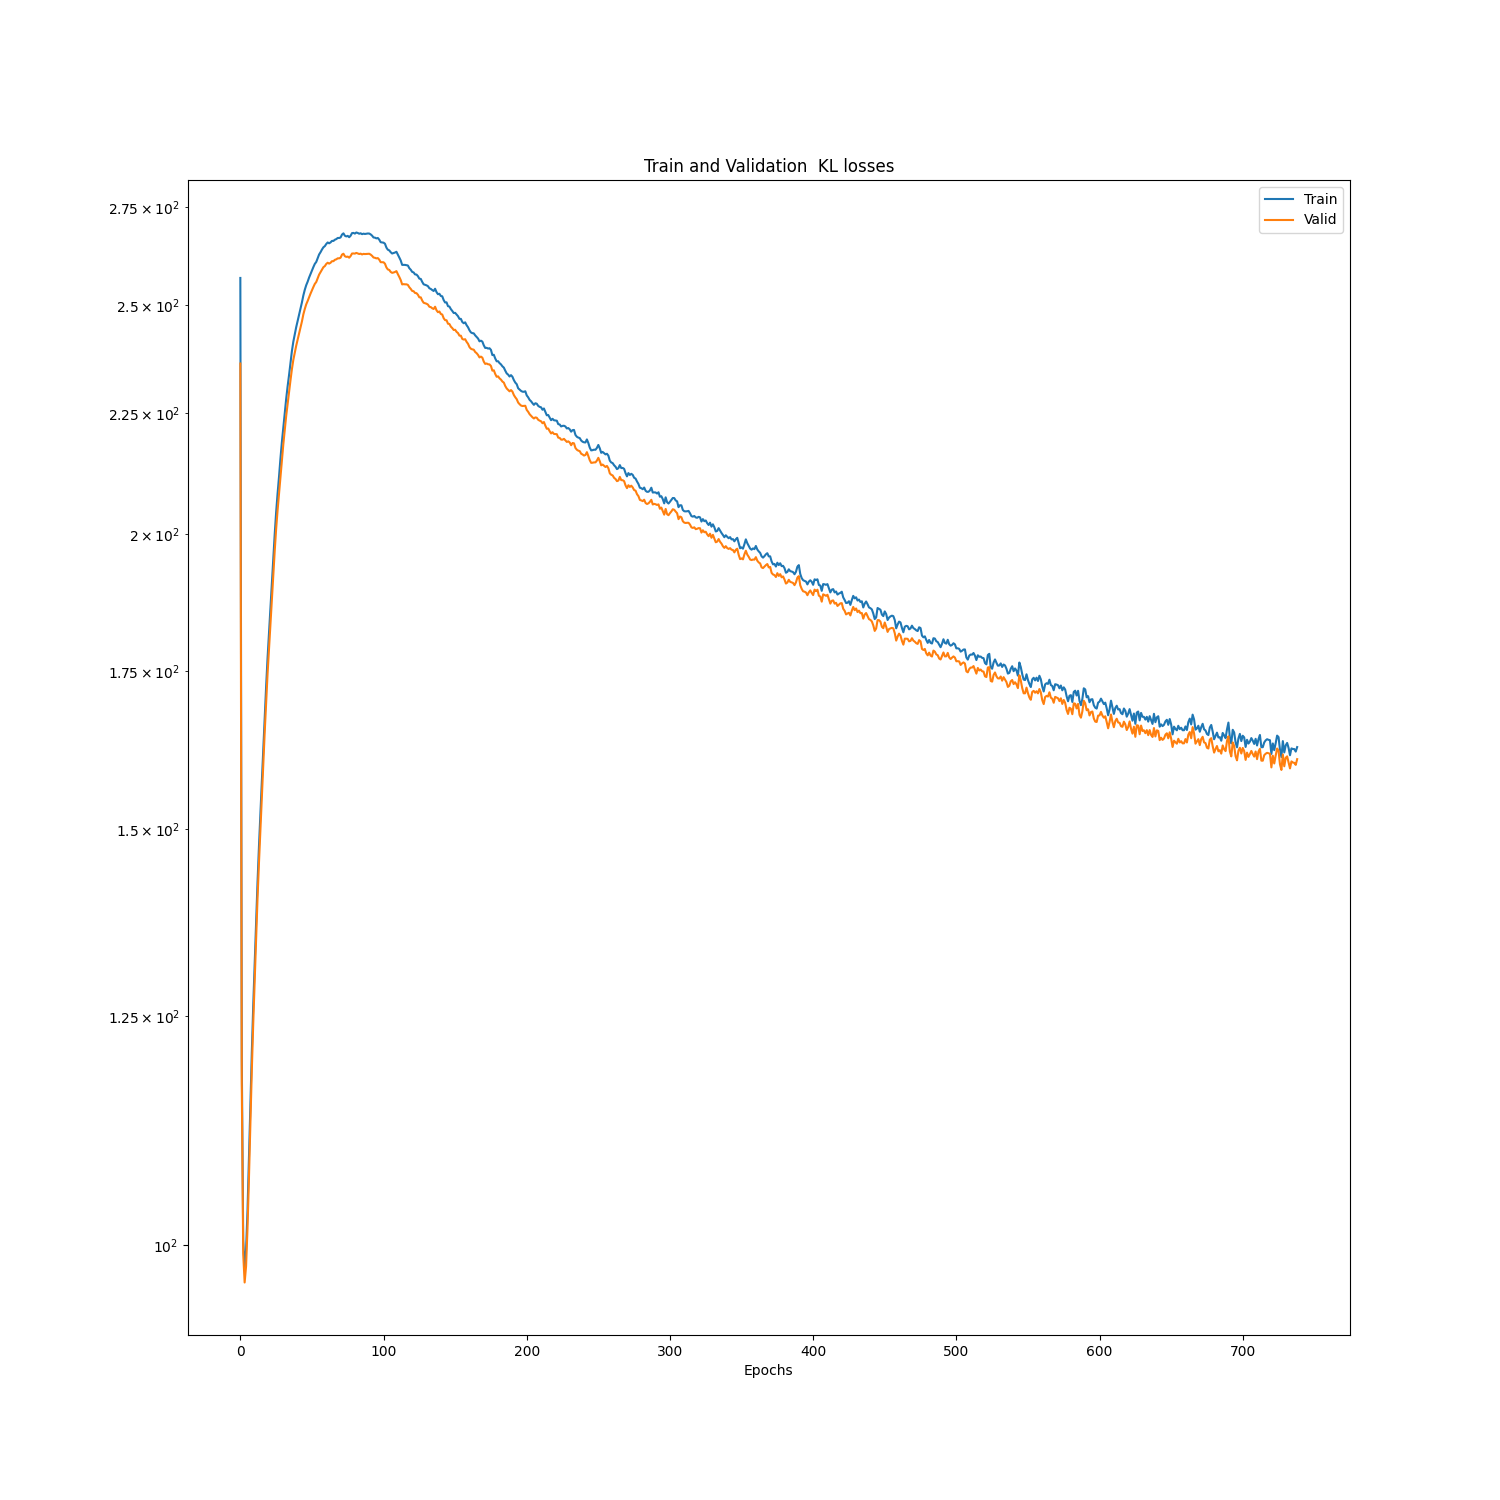 Train and Validation  KL losses
Train
Valid
2.75 × 10²
2.5 × 10²
2.25 × 10²
2 × 10²
1.75 × 10²
1.5 × 10²
1.25 × 10²
10²
0 100 200 300 400 500 600 700
Epochs